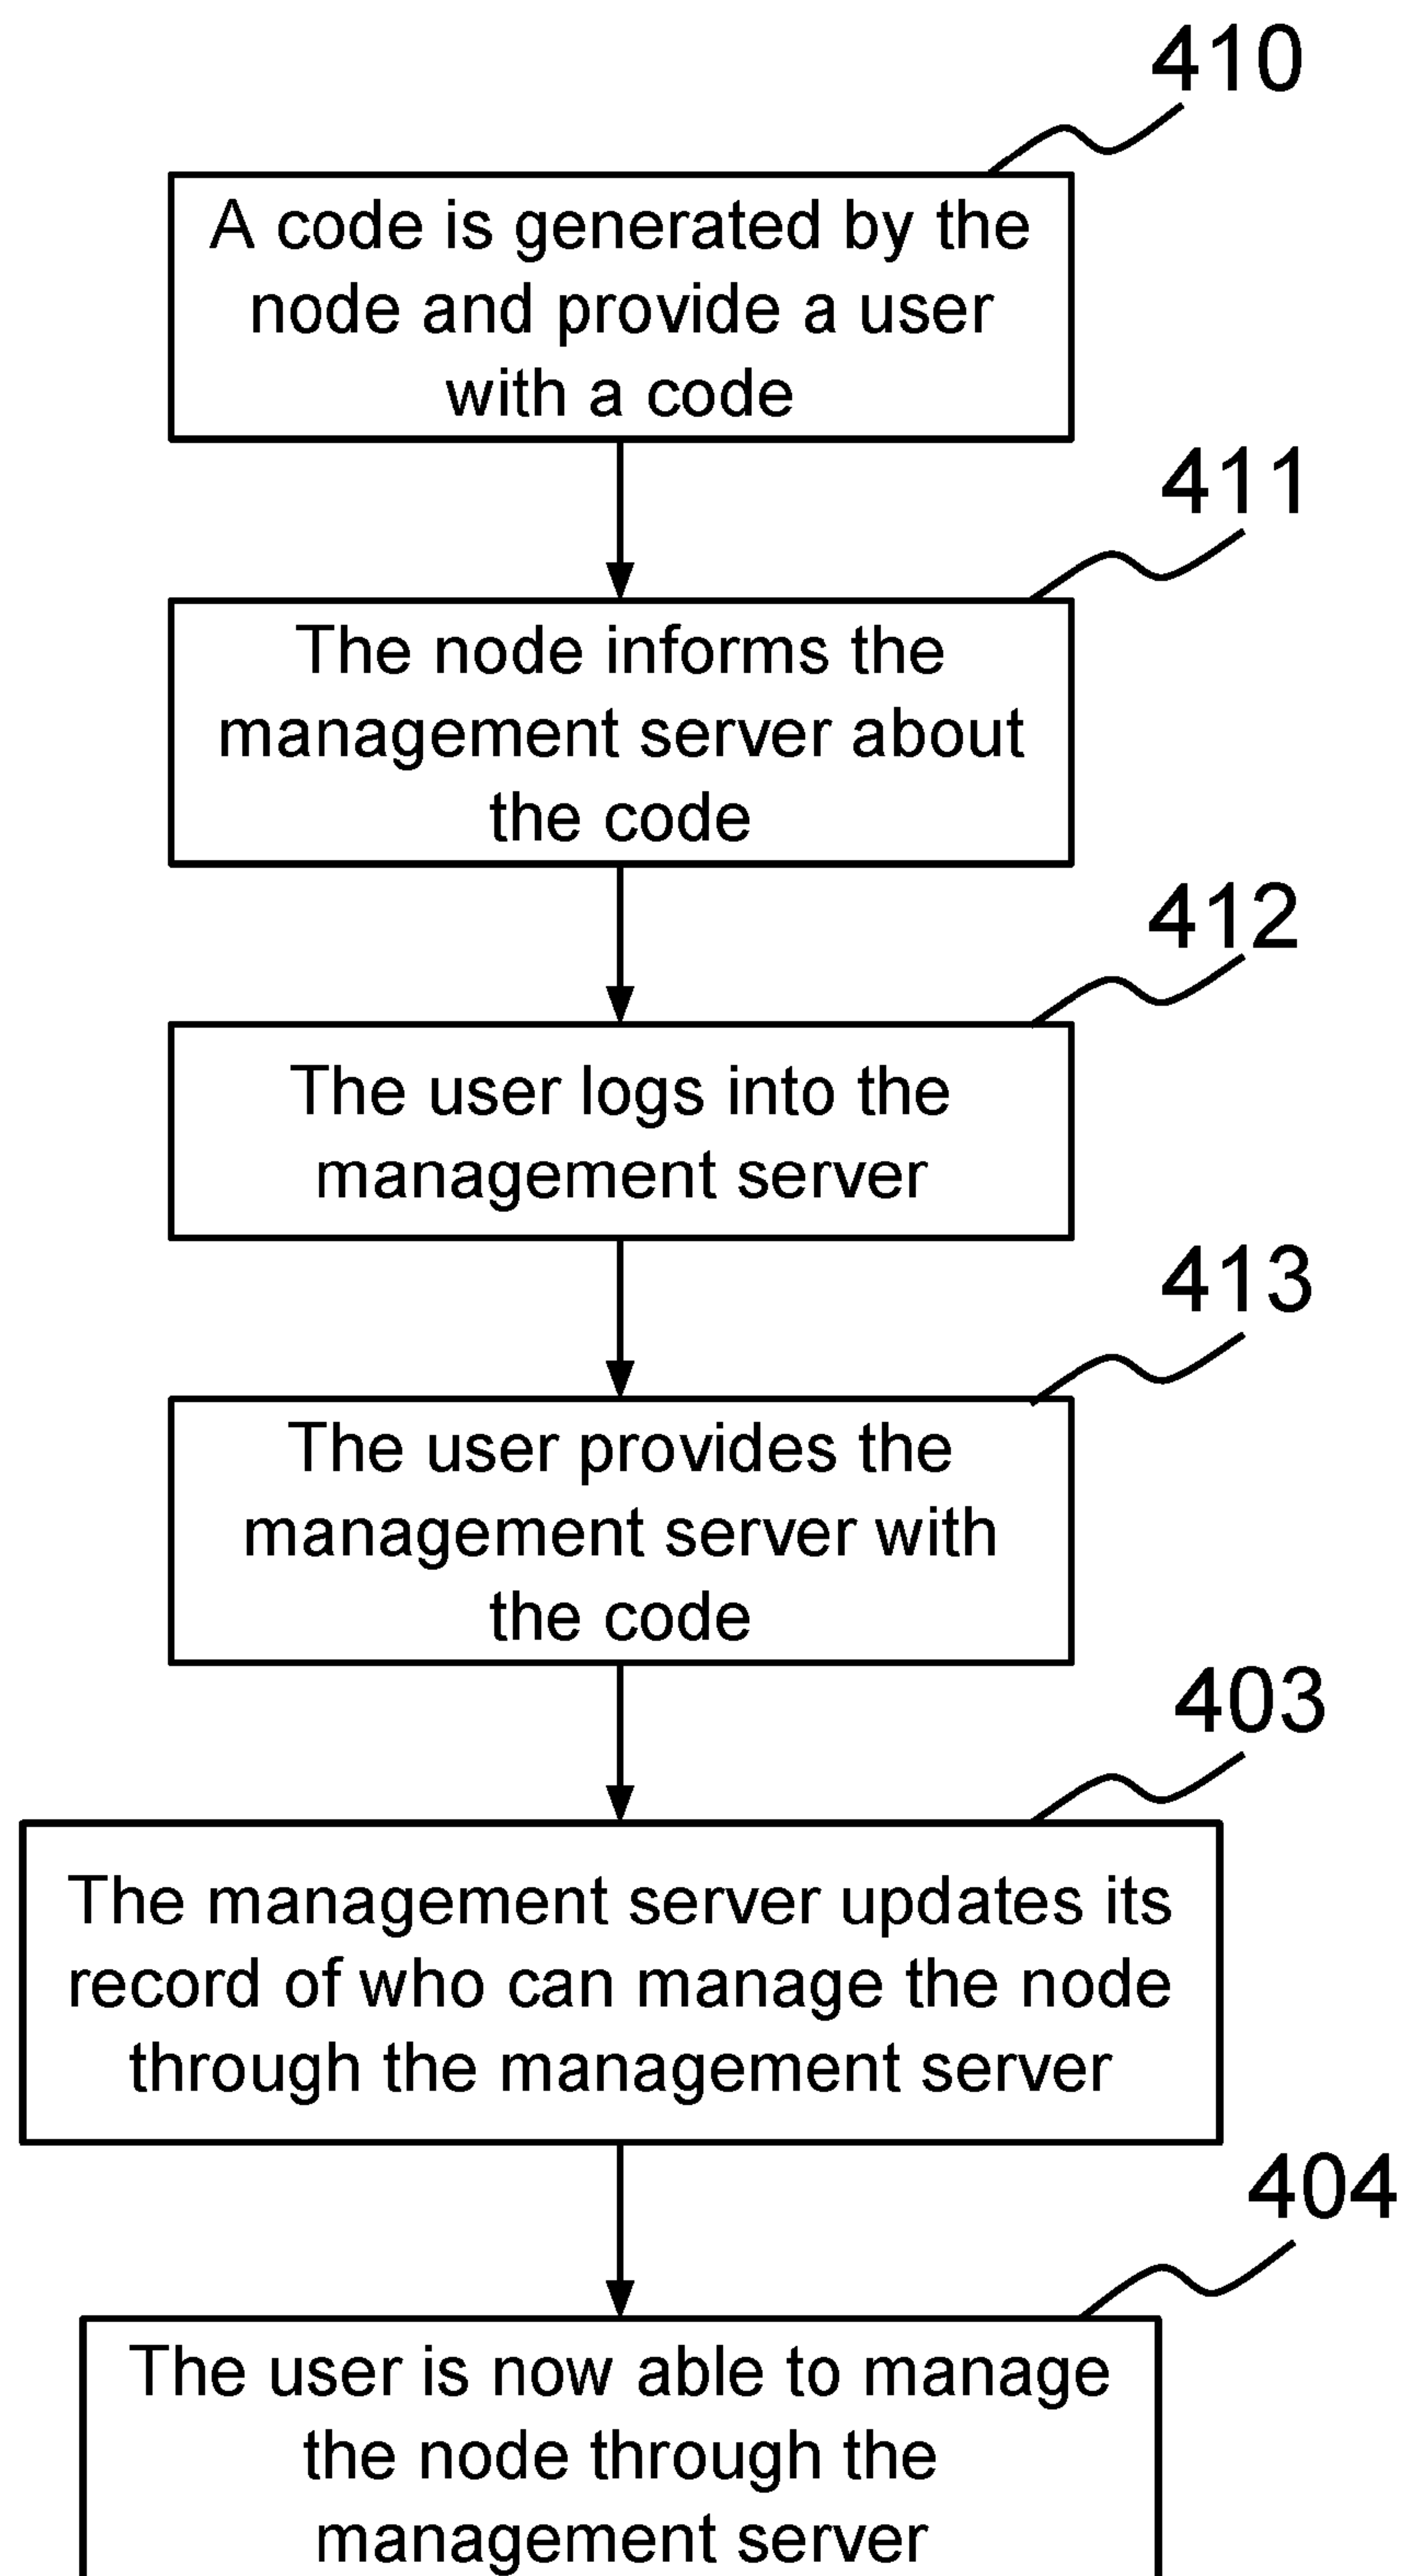 410
A code is generated by the
node and provide a user
with a code
411
The node informs the
management server about
the code
412
The user logs into the
management server
413
The user provides the
management server with
the code
403
The management server updates its
record of who can manage the node
through the management server
404
The user is now able to manage
the node through the
management server